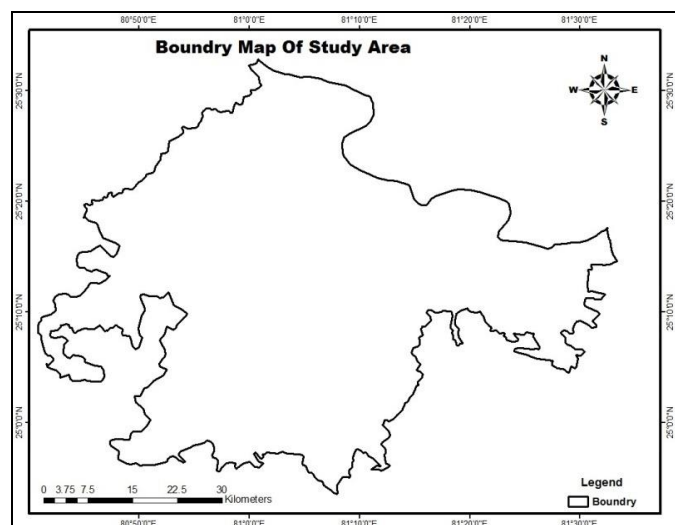 80°50'0"E 81°0'0"E 81°10'0"E 81°20'0"E 81°30'0"E
Boundry Map Of Study Area
N
W E
S
25°30'0"N 25°30'0"N
25°20'0"N 25°20'0"N
25°10'0"N 25°10'0"N
25°0'0"N 25°0'0"N
Legend
Boundry
0 3.75 7.5 15 22.5 30
Kilometers
80°50'0"E 81°0'0"E 81°10'0"E 81°20'0"E 81°30'0"E